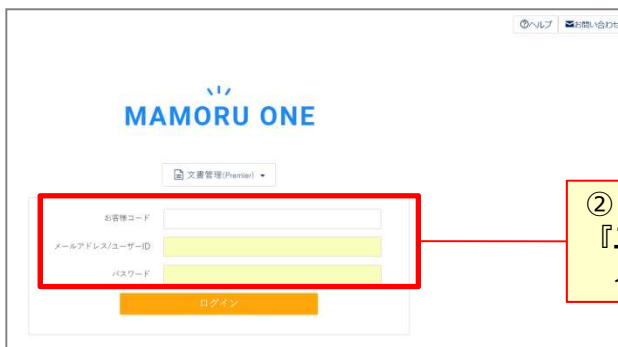 ヘルプ お問い合わせ
MAMORU ONE
文書管理(Premier)
お客様コード
メールアドレス/ユーザーID
パスワード
ログイン
②
『